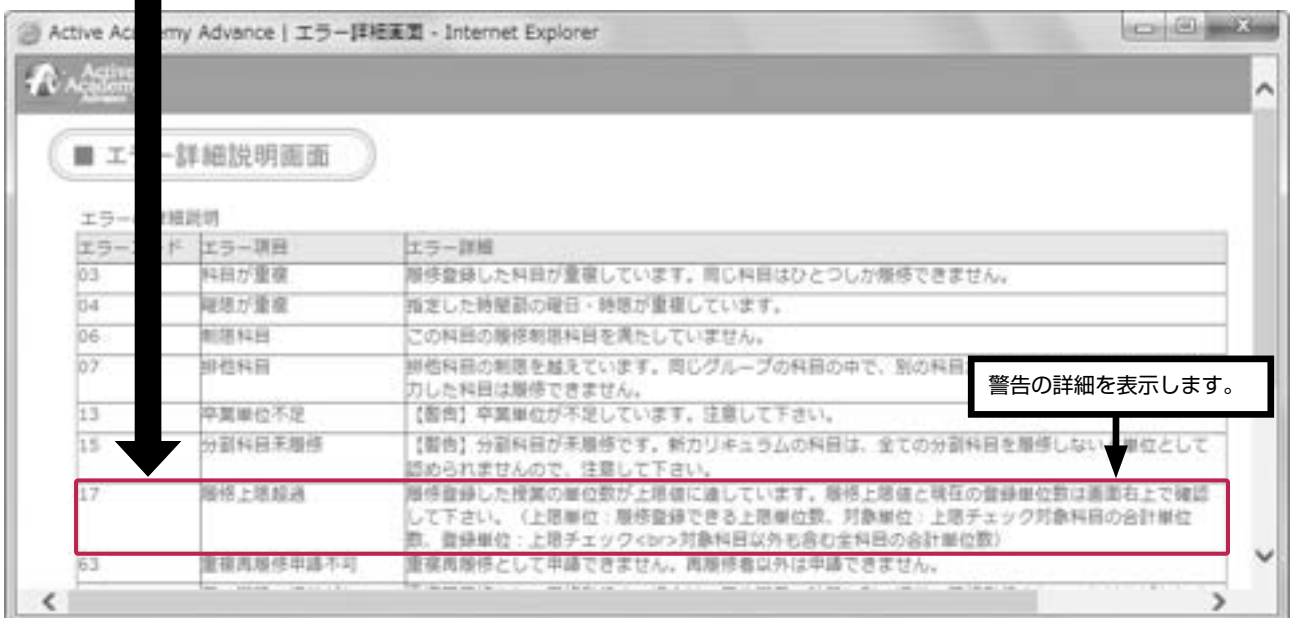 Active Academy Advance | エラー詳細画面 - Internet Explorer
Active
Academy
Advance
■ エラー詳細説明画面
エラー 詳細説明
エラー ード エラー項目 エラー詳細
03 科目が重複 履修登録した科目が重複しています。同じ科目はひとつしか履修できません。
04 曜限が重複 指定した時間割の曜日・時限が重複しています。
06 制限科目 この科目の履修制限科目を満たしていません。
07 排他科目 排他科目の制限を越えています。同じグループの科目の中で、別の科目
力した科目は履修できません。
警告の詳細を表示します。
13 卒業単位不足 【警告】卒業単位が不足しています。注意して下さい。
15 分割科目未履修 【警告】分割科目が未履修です。新カリキュラムの科目は、全ての分割科目を履修しない 単位として
認められませんので、注意して下さい。
17 履修上限超過 履修登録した授業の単位数が上限値に達しています。履修上限値と現在の登録単位数は画面右上で確認
して下さい。（上限単位：履修登録できる上限単位数、対象単位：上限チェック対象科目の合計単位
数、登録単位：上限チェック<br>対象科目以外も含む全科目の合計単位数）
63 重複再履修申請不可 重複再履修として申請できません。再履修者以外は申請できません。